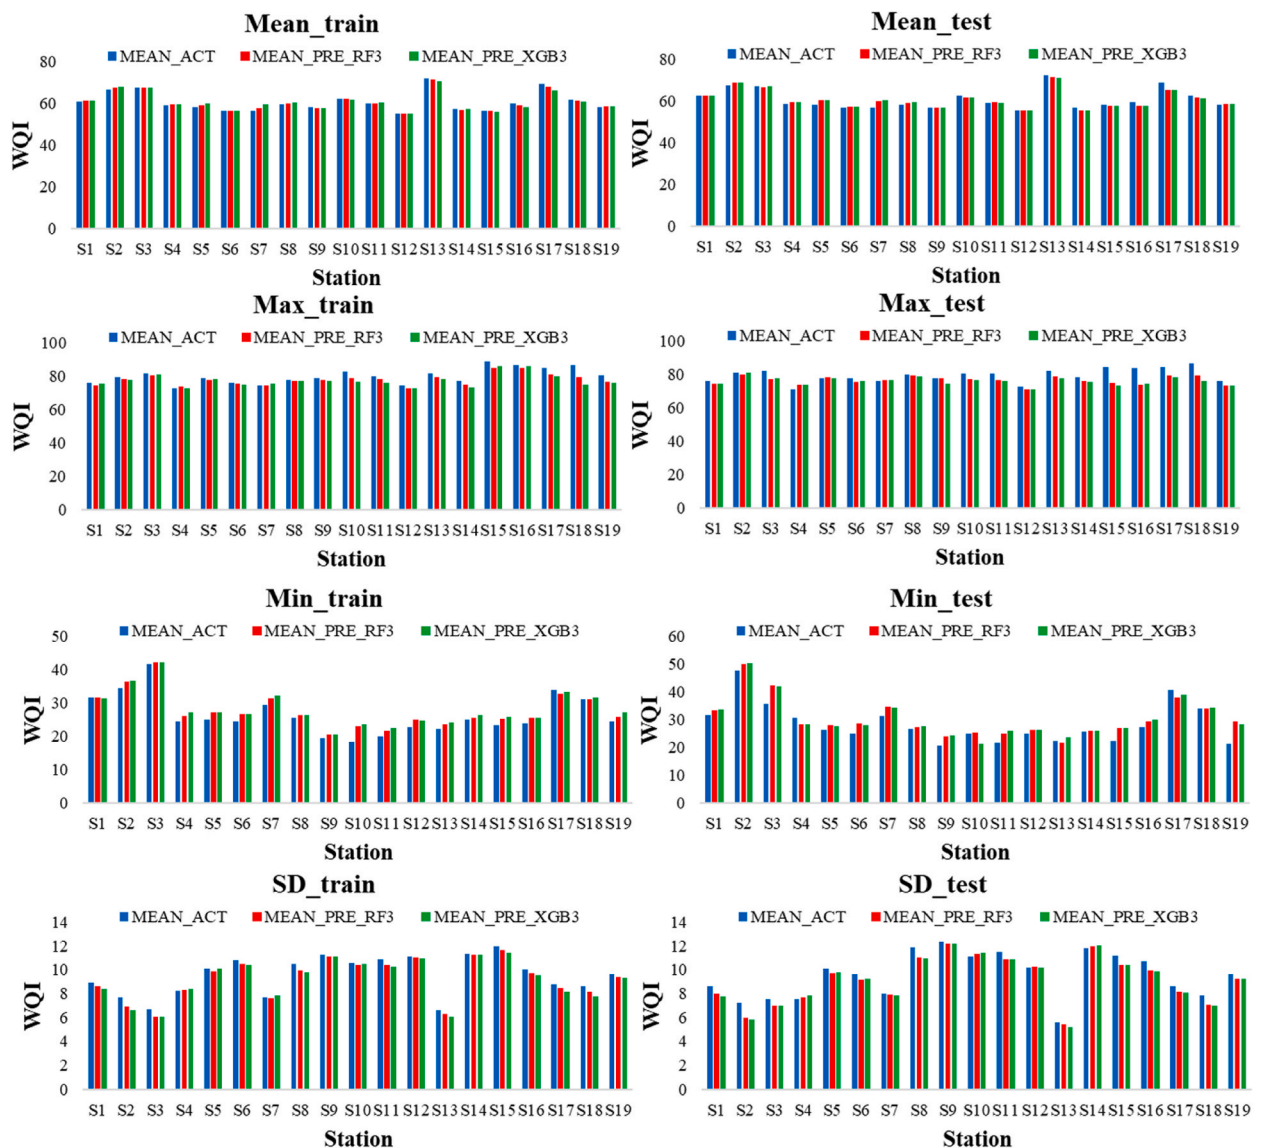 Mean_train
MEAN_ACT MEAN_PRE_RF3 MEAN_PRE_XGB3
80
60
40
20
0
WQI
S1 S2 S3 S4 S5 S6 S7 S8 S9 S10 S11 S12 S13 S14 S15 S16 S17 S18 S19
Station
Mean_test
MEAN_ACT MEAN_PRE_RF3 MEAN_PRE_XGB3
80
60
40
20
0
WQI
S1 S2 S3 S4 S5 S6 S7 S8 S9 S10 S11 S12 S13 S14 S15 S16 S17 S18 S19
Station
Max_train
MEAN_ACT MEAN_PRE_RF3 MEAN_PRE_XGB3
100
80
60
40
20
0
WQI
S1 S2 S3 S4 S5 S6 S7 S8 S9 S10 S11 S12 S13 S14 S15 S16 S17 S18 S19
Station
Max_test
MEAN_ACT MEAN_PRE_RF3 MEAN_PRE_XGB3
100
80
60
40
20
0
WQI
S1 S2 S3 S4 S5 S6 S7 S8 S9 S10 S11 S12 S13 S14 S15 S16 S17 S18 S19
Station
Min_train
MEAN_ACT MEAN_PRE_RF3 MEAN_PRE_XGB3
50
40
30
20
10
0
WQI
S1 S2 S3 S4 S5 S6 S7 S8 S9 S10 S11 S12 S13 S14 S15 S16 S17 S18 S19
Station
Min_test
MEAN_ACT MEAN_PRE_RF3 MEAN_PRE_XGB3
60
50
40
30
20
10
0
WQI
S1 S2 S3 S4 S5 S6 S7 S8 S9 S10 S11 S12 S13 S14 S15 S16 S17 S18 S19
Station
SD_train
MEAN_ACT MEAN_PRE_RF3 MEAN_PRE_XGB3
14
12
10
8
6
4
2
0
WQI
S1 S2 S3 S4 S5 S6 S7 S8 S9 S10 S11 S12 S13 S14 S15 S16 S17 S18 S19
Station
SD_test
MEAN_ACT MEAN_PRE_RF3 MEAN_PRE_XGB3
14
12
10
8
6
4
2
0
WQI
S1 S2 S3 S4 S5 S6 S7 S8 S9 S10 S11 S12 S13 S14 S15 S16 S17 S18 S19
Station